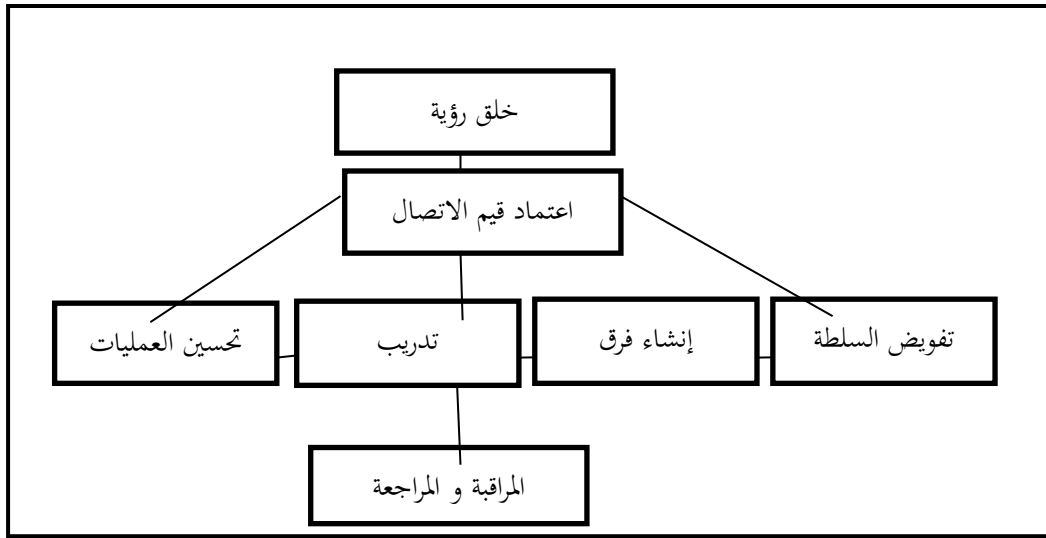 خلق رؤية
اعتماد قيم الاتصال
تفويض السلطة
إنشاء فرق
تدريب
تحسين العمليات
المراقبة و المراجعة